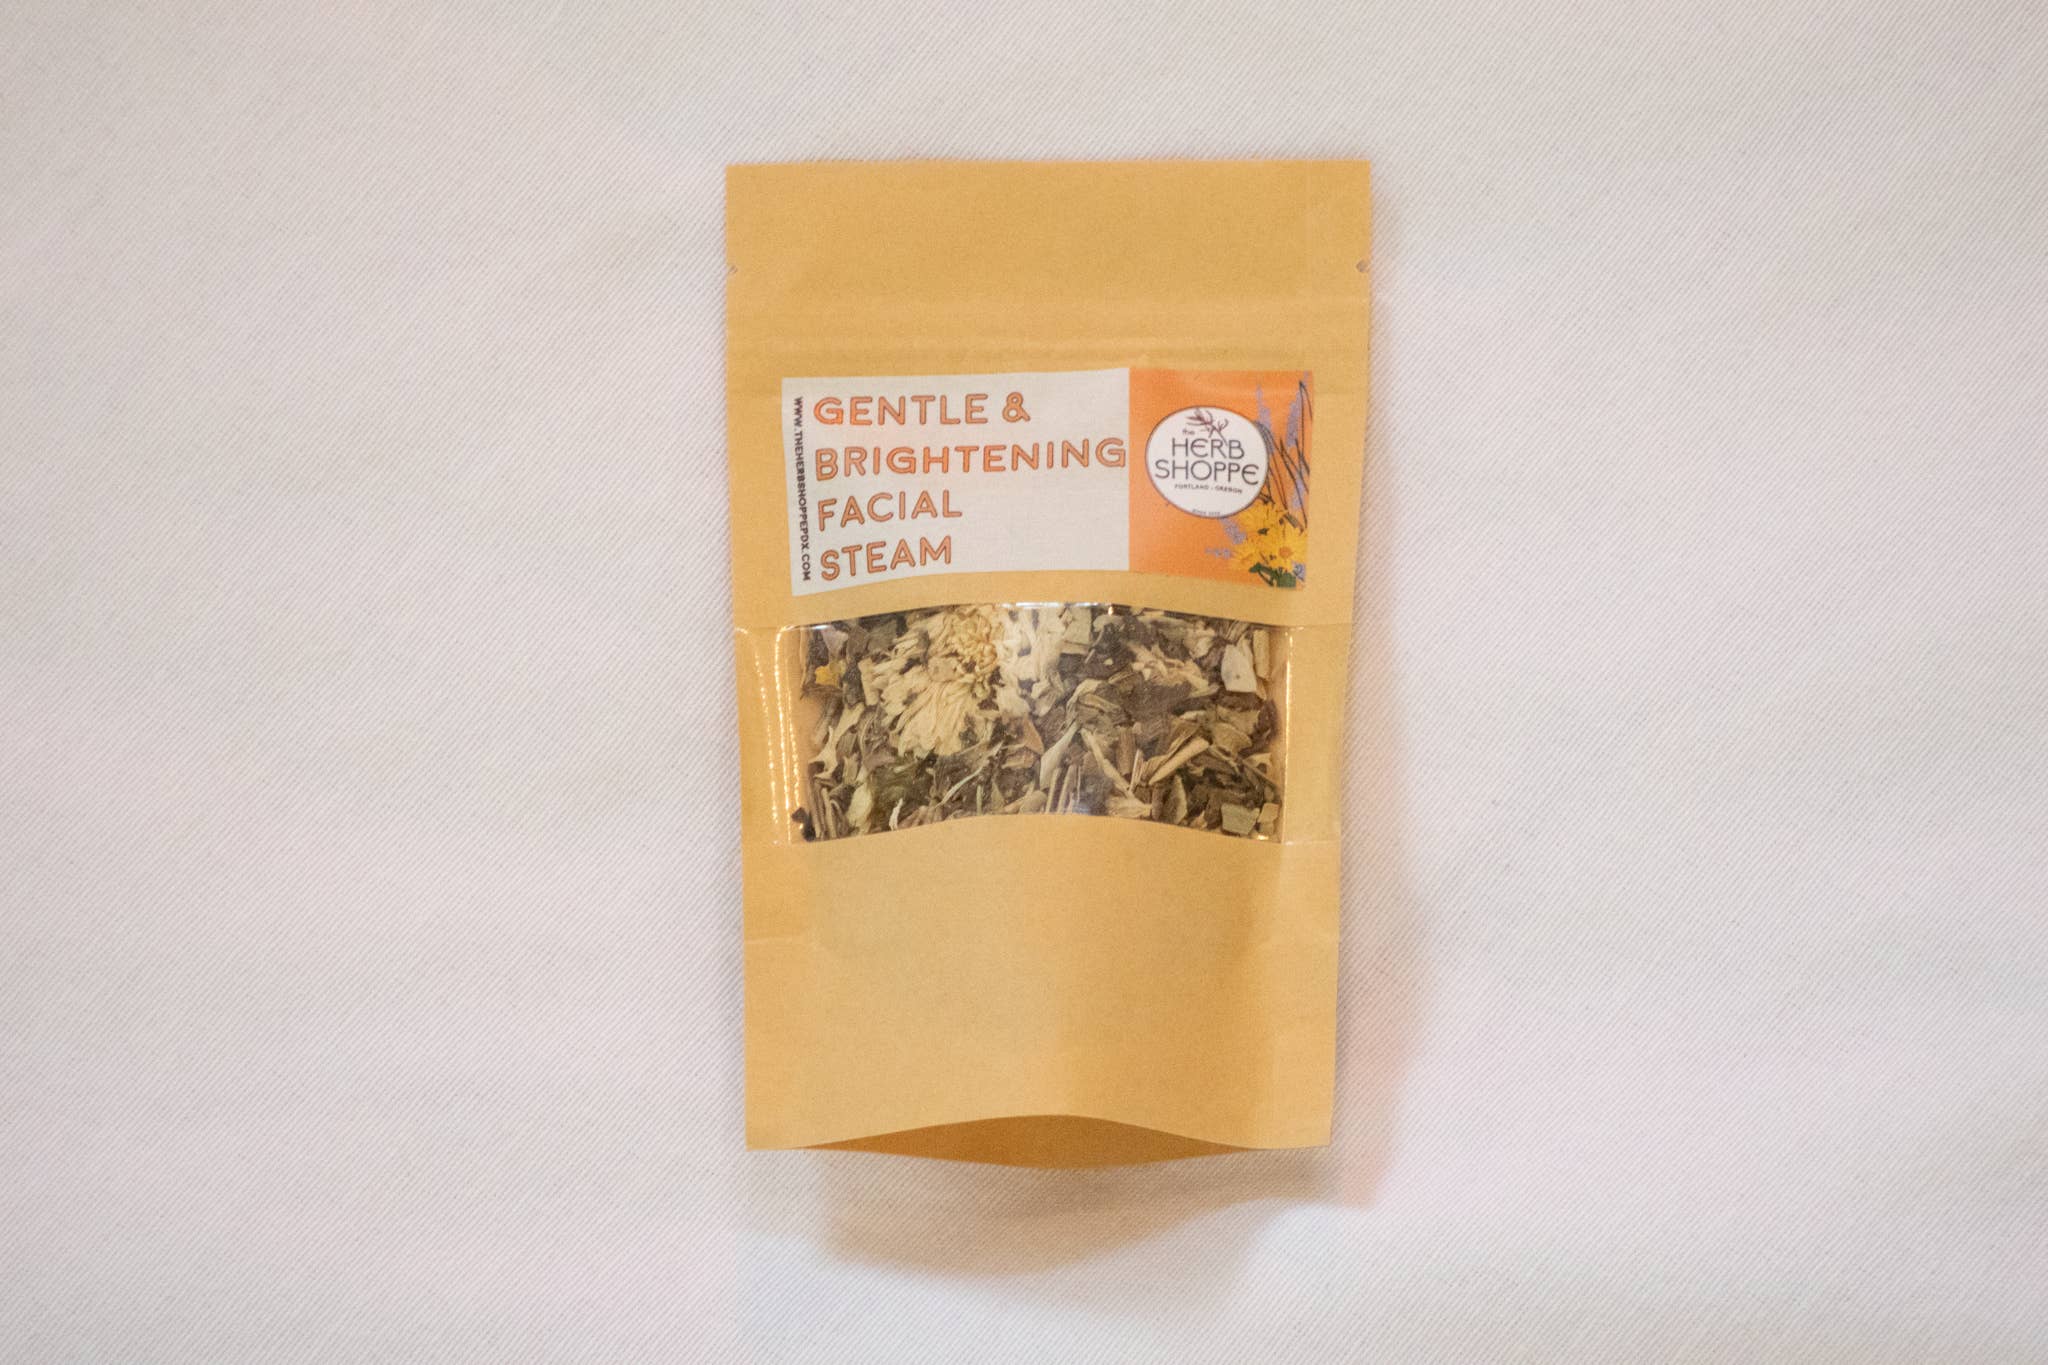 WWW.THEHERBSHOPPEPDX.COM
GENTLE &
BRIGHTENING
FACIAL
STEAM
the
HERB
SHOPPE
PORTLAND - OREGON